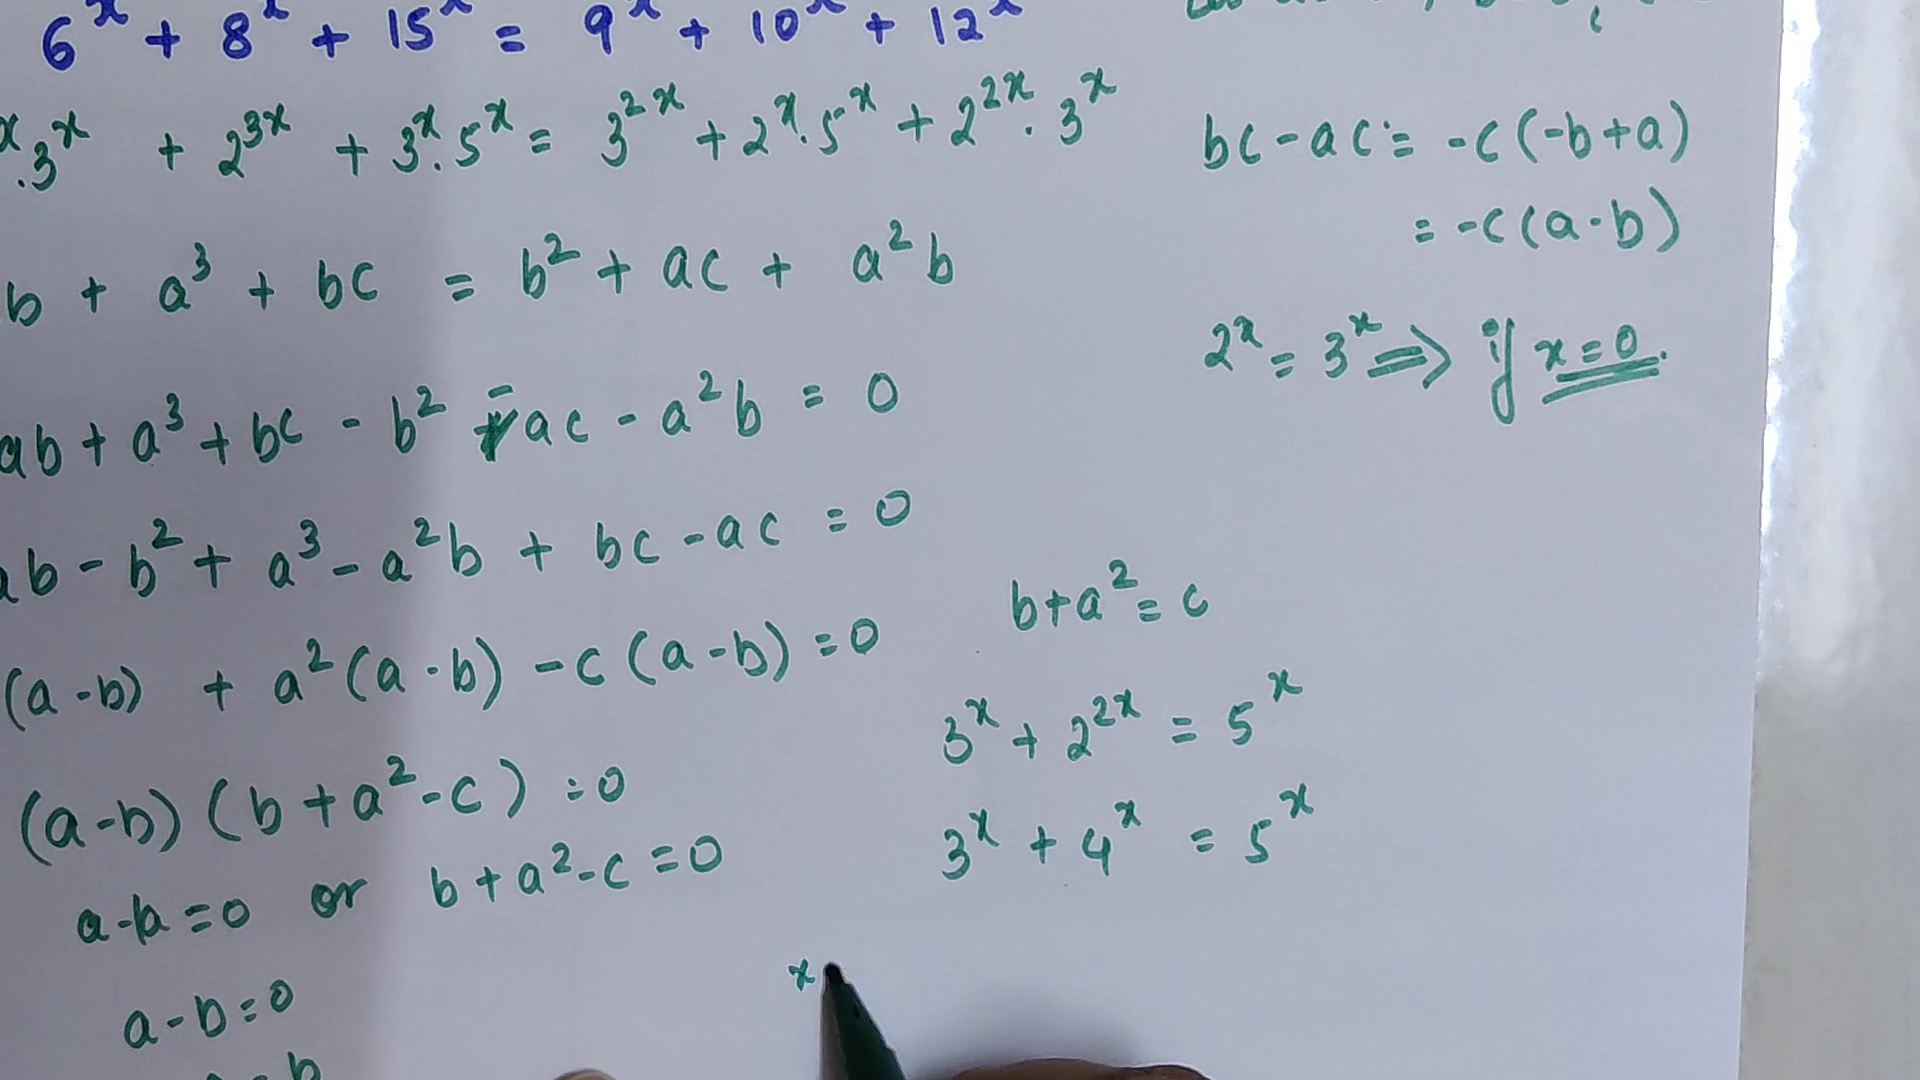 6^x + 8^x + 15^x = 9^x + 10^x + 12^x
^x.3^x + 2^3x + 3^x.5^x = 3^2x + 2^x.5^x + 2^2x.3^x
b + a^3 + bc = b^2 + ac + a^2b
ab + a^3 + bc - b^2 - ac - a^2b = 0
ab - b^2 + a^3 - a^2b + bc - ac = 0
(a-b) + a^2(a-b) - c(a-b) = 0
(a-b)(b+a^2-c) = 0
a-b=0 or b+a^2-c=0
a-b=0
b
bc-ac = -c(-b+a)
= -c(a-b)
2^x = 3^x => if x=0.
b+a^2=c
3^x + 2^2x = 5^x
3^x + 4^x = 5^x
x